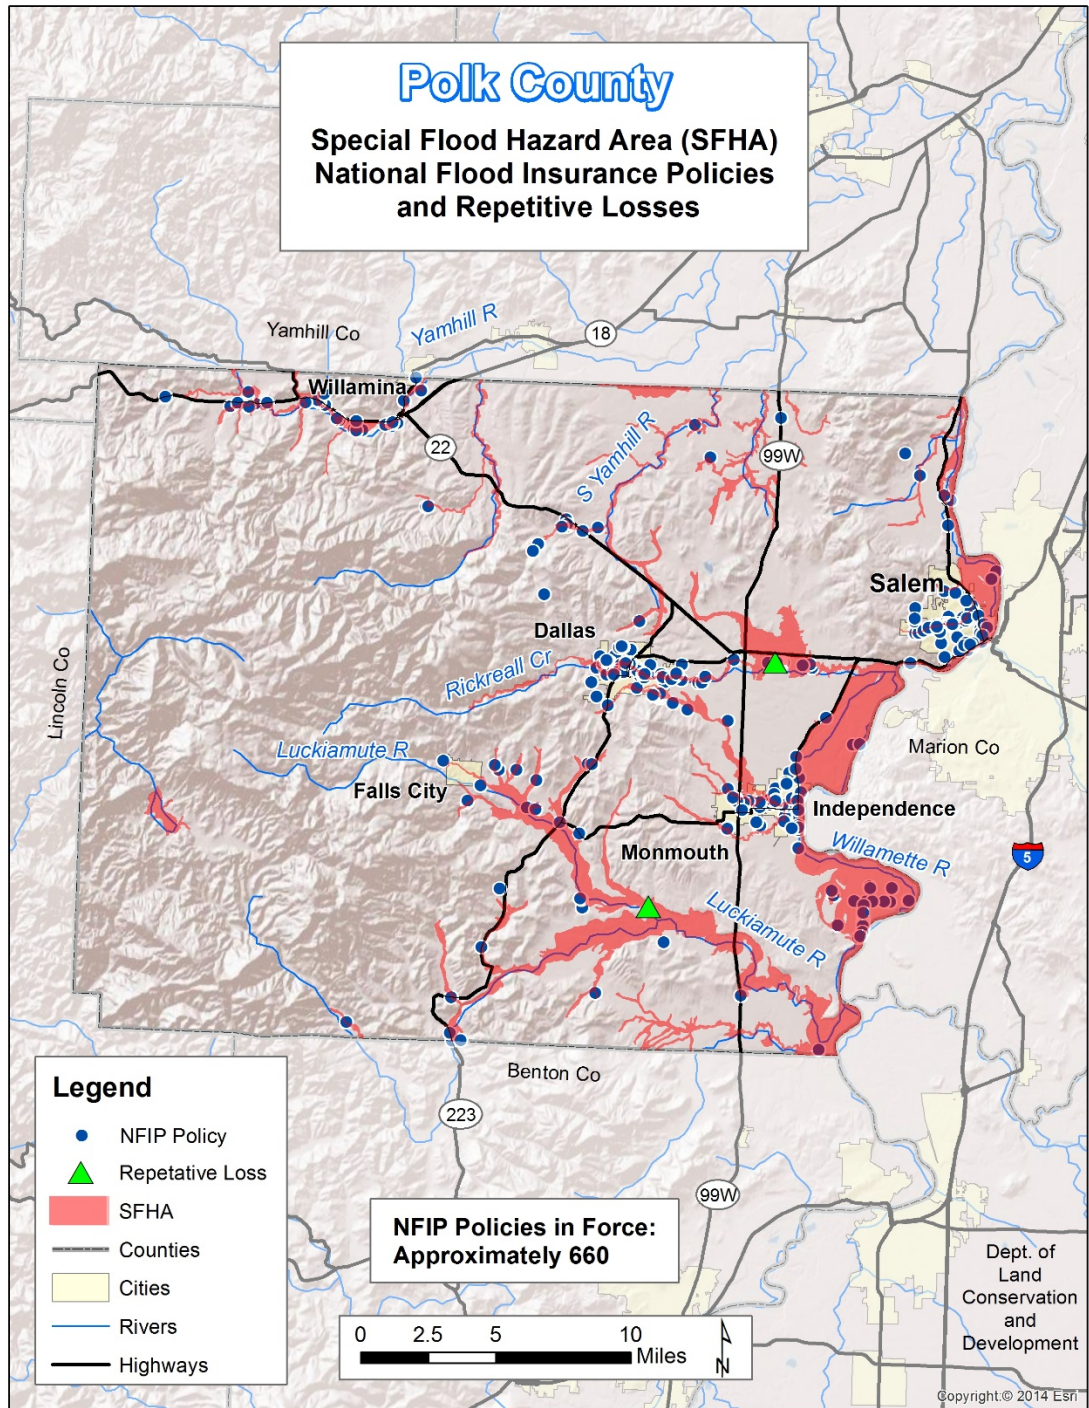 Polk County
Special Flood Hazard Area (SFHA)
National Flood Insurance Policies
and Repetitive Losses
Yamhill Co
Yamhill R
18
Willamina
22
S Yamhill R
99W
Salem
Dallas
Rickreall Cr
Lincoln Co
Luckiamute R
Marion Co
Falls City
Independence
Monmouth
Willamette R
5
Luckiamute R
Benton Co
223
99W
Legend
NFIP Policy
Repetative Loss
SFHA
Counties
Cities
Rivers
Highways
NFIP Policies in Force:
Approximately 660
0 2.5 5 10
Miles
N
Dept. of
Land
Conservation
and
Development
Copyright:© 2014 Esri